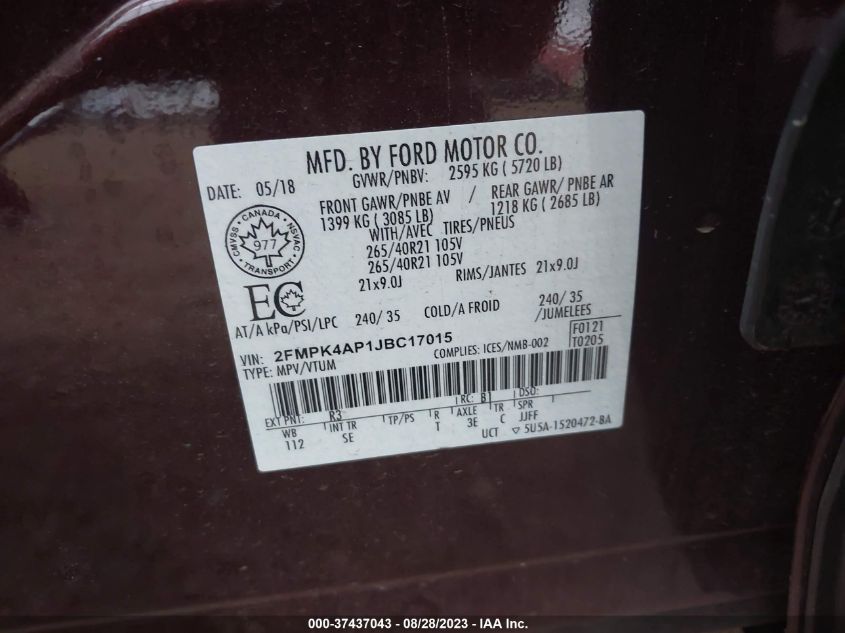 MFD. BY FORD MOTOR CO.
DATE: 05/18 GVWR/PNBV: 2595 KG ( 5720 LB)
FRONT GAWR/PNBE AV / REAR GAWR/ PNBE AR
1399 KG ( 3085 LB) 1218 KG ( 2685 LB)
WITH/AVEC TIRES/PNEUS
265/40R21 105V
265/40R21 105V
21x9.0J RIMS/JANTES 21x9.0J
CMVSS • CANADA • NSVAC
977
TRANSPORT
EC
AT/A kPa/PSI/LPC 240/ 35 COLD/A FROID 240/ 35
/JUMELEES
VIN: 2FMPK4AP1JBC17015 COMPLIES: ICES/NMB-002 F0121
TYPE: MPV/VTUM T0205
EXT PNT: R3 RC: B DSO:
WB INT TR TP/PS R AXLE TR SPR
112 SE T 3E C JJFF
UCT ▽ 5U5A-1520472-BA
000-37437043 / 08/28/2023 - © IAA Inc.